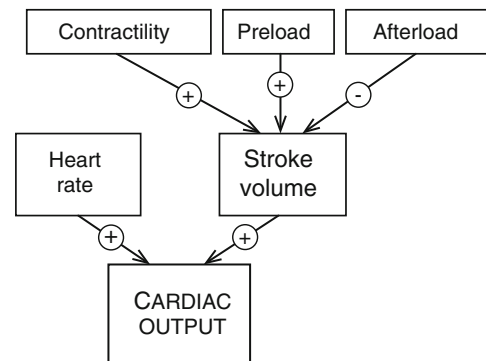 Contractility
Preload
Afterload
+
+
-
Heart
rate
Stroke
volume
+
+
CARDIAC
OUTPUT